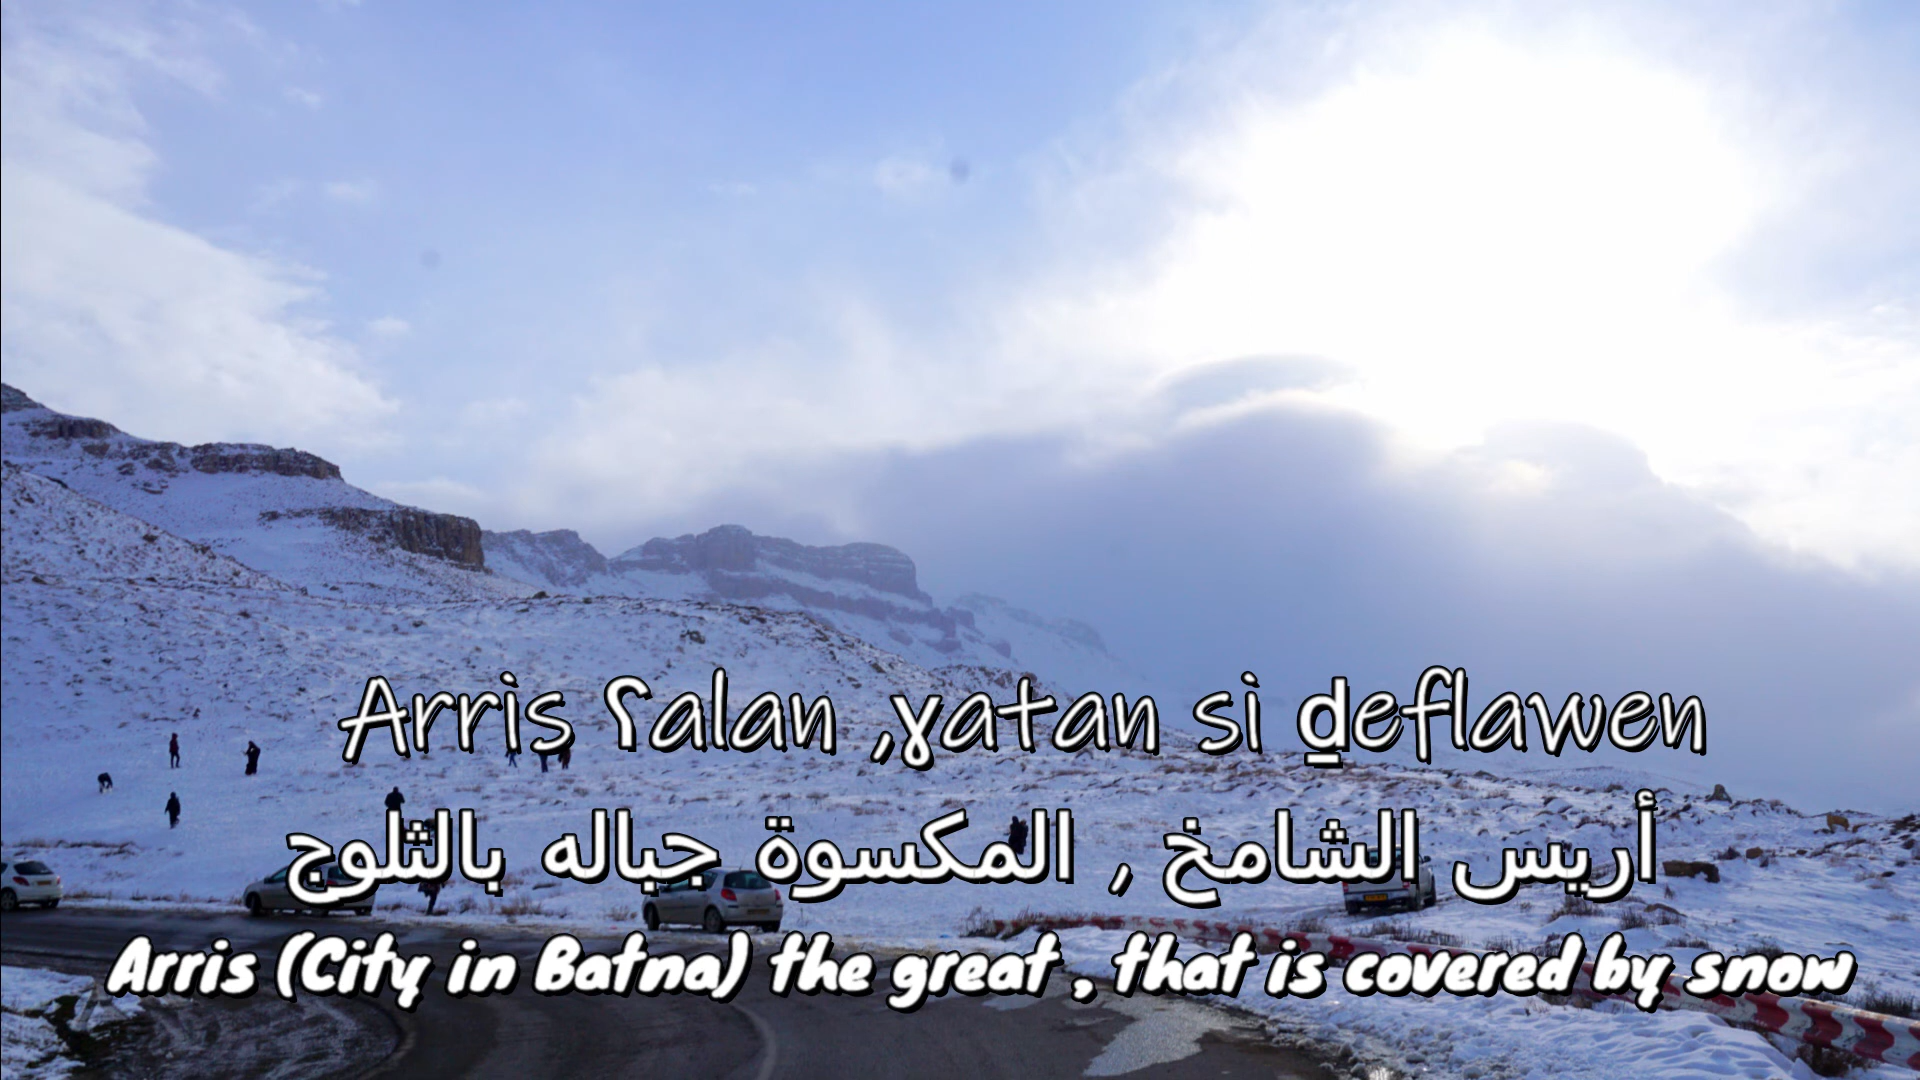 Arris ʕalan ,ɣatan si ḏeflawen
أريس الشامخ , المكسوة جباله بالثلوج
Arris (City in Batna) the great , that is covered by snow